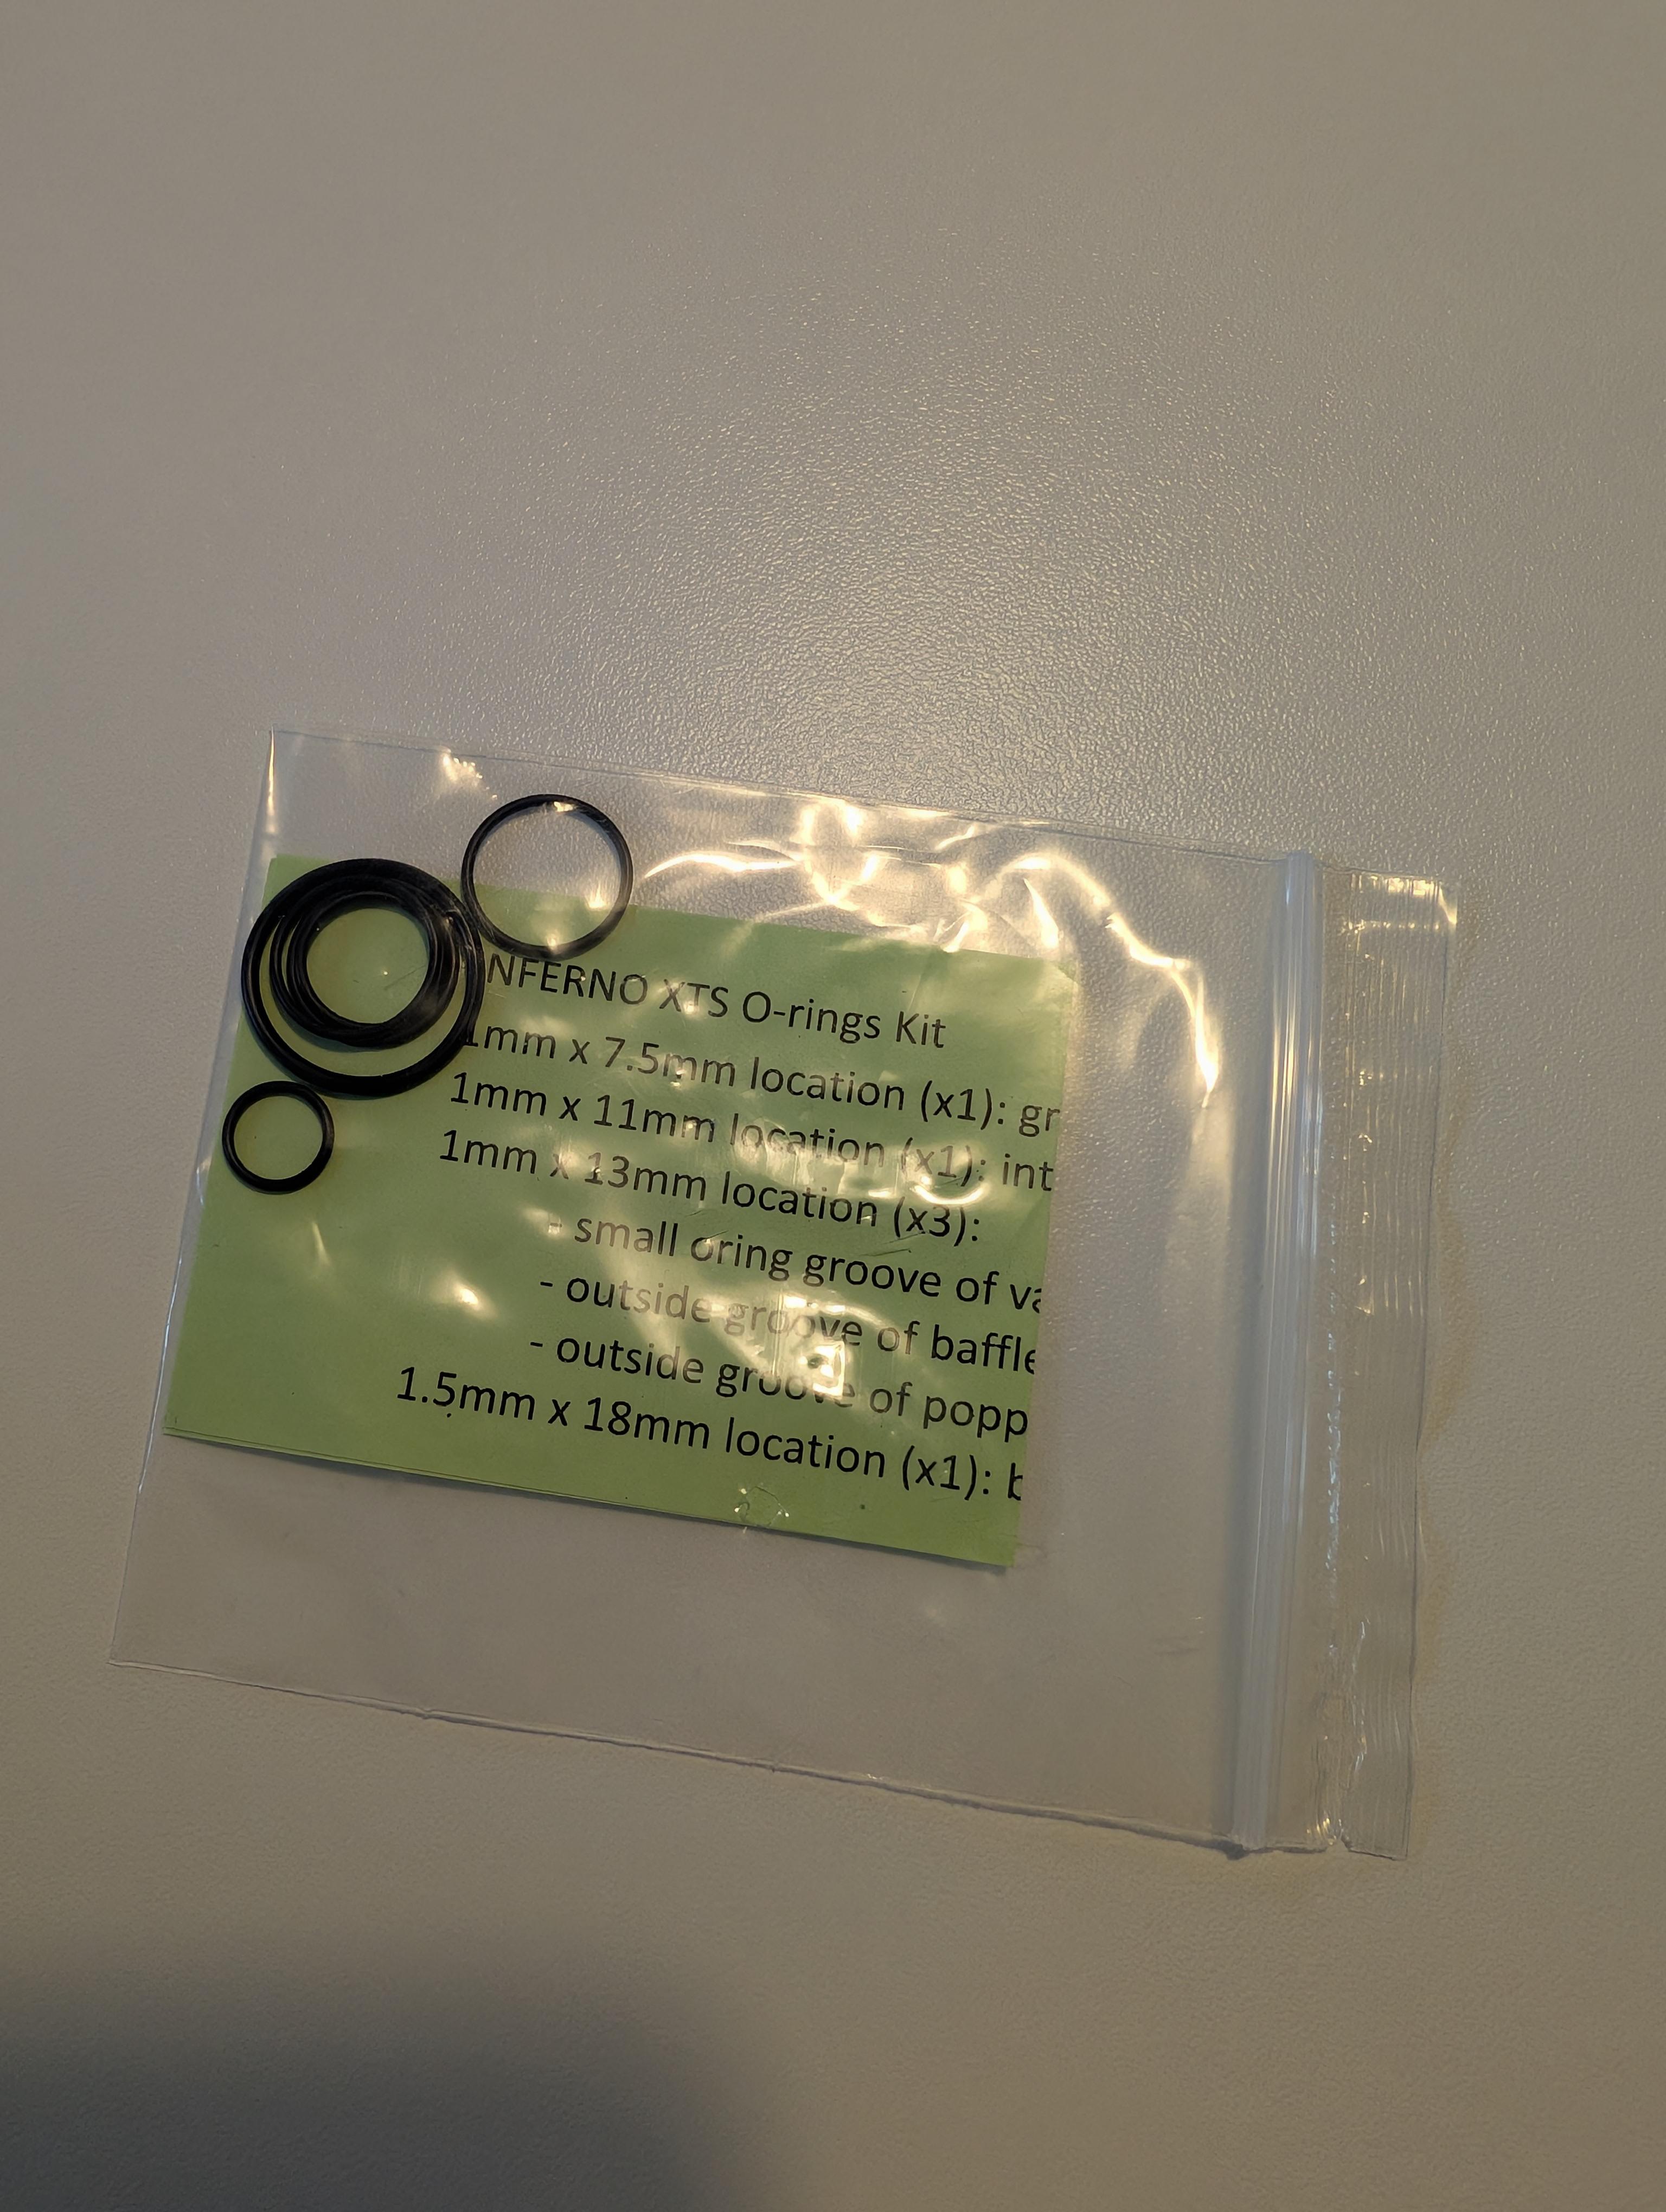 NFERNO XTS O-rings Kit
1mm x 7.5mm location (x1): gr
1mm x 11mm location (x1): int
1mm x 13mm location (x3):
- small oring groove of va
- outside groove of baffle
- outside groove of popp
1.5mm x 18mm location (x1): b